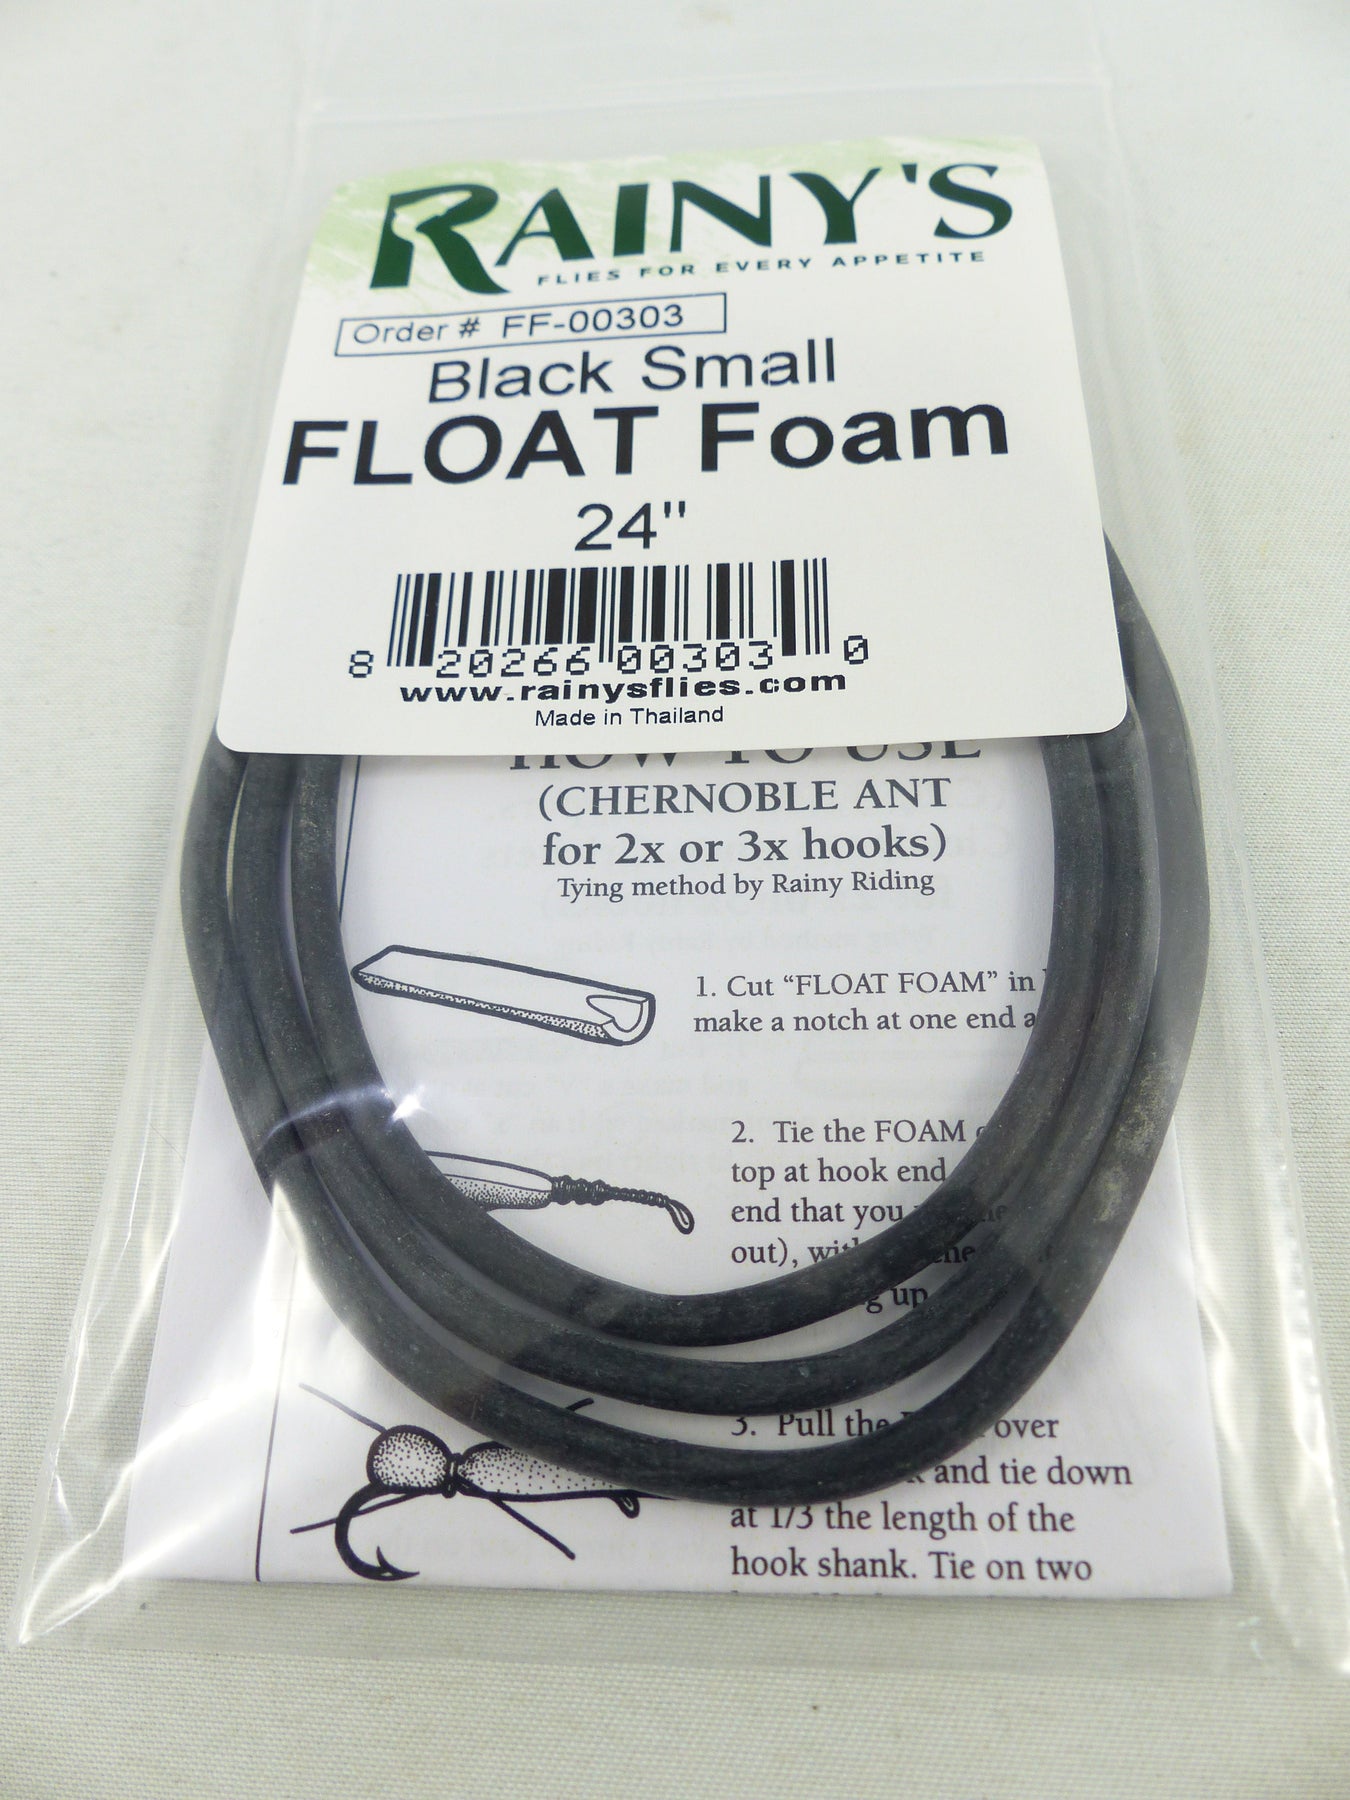 RAINY'S
FLIES FOR EVERY APPETITE
Order # FF-00303
Black Small
FLOAT Foam
24"
8 20266 00303 0
www.rainysflies.com
Made in Thailand
HOW TO USE
(CHERNOBLE ANT
for 2x or 3x hooks)
Tying method by Rainy Riding
1. Cut “FLOAT FOAM” in
make a notch at one end
2. Tie the FOAM
top at hook end
end that you
out),
up
3. Pull the over
and tie down
at 1/3 the length of the
hook shank. Tie on two